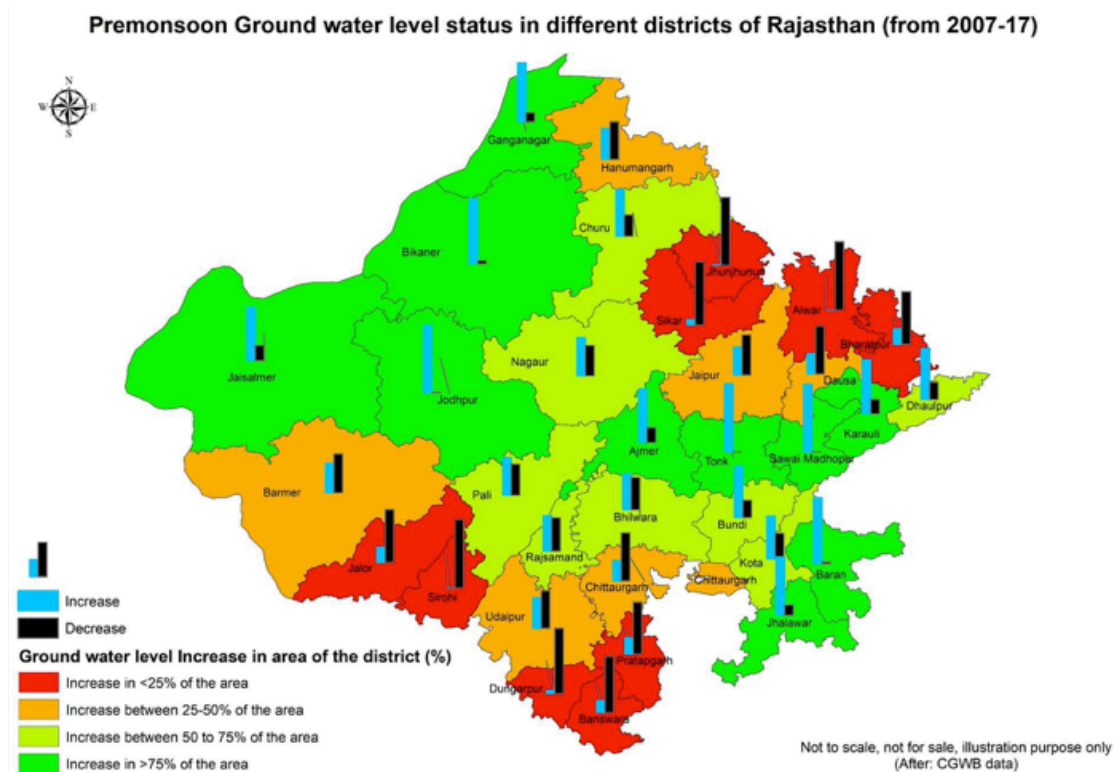 Premonsoon Ground water level status in different districts of Rajasthan (from 2007-17)
N
W E
S
Ganganagar
Hanumangarh
Churu
Bikaner
Jhunjhunun
Sikar
Alwar
Bharatpur
Jaisalmer
Nagaur
Jaipur
Dausa
Jodhpur
Dhaulpur
Karauli
Ajmer
Tonk
Sawai Madhopur
Barmer
Pali
Bhilwara
Bundi
Rajsamand
Kota
Jalor
Chittaurgarh
Chittaurgarh
Baran
Sirohi
Increase
Udaipur
Jhalawar
Decrease
Ground water level Increase in area of the district (%)
Pratapgarh
Increase in <25% of the area
Dungarpur
Increase between 25-50% of the area
Banswara
Increase between 50 to 75% of the area
Not to scale, not for sale, illustration purpose only
Increase in >75% of the area
(After: CGWB data)